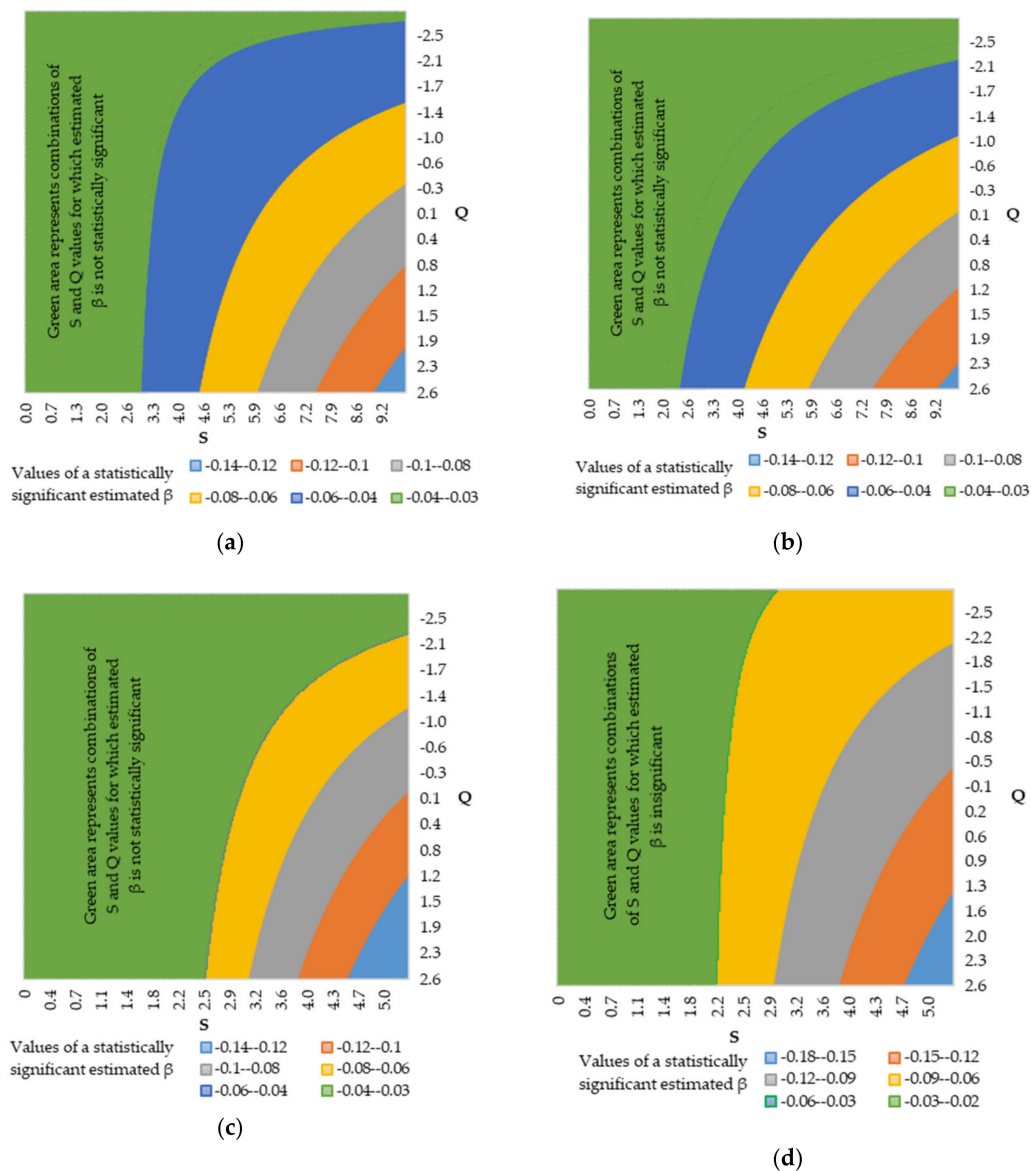 Green area represents combinations of
S and Q values for which estimated
β is not statistically significant
-2.5
-2.1
-1.7
-1.4
-1.0
-0.6
-0.3
0.1
0.4
0.8
1.2
1.5
1.9
2.3
2.6
Q
0.0 0.7 1.3 2.0 2.6 3.3 4.0 4.6 5.3 5.9 6.6 7.2 7.9 8.6 9.2
S
Values of a statistically
significant estimated β
-0.14--0.12 -0.12--0.1 -0.1--0.08
-0.08--0.06 -0.06--0.04 -0.04--0.03
(a)
Green area represents combinations of
S and Q values for which estimated
β is not statistically significant
-2.5
-2.1
-1.7
-1.4
-1.0
-0.6
-0.3
0.1
0.4
0.8
1.2
1.5
1.9
2.3
2.6
Q
0.0 0.7 1.3 2.0 2.6 3.3 4.0 4.6 5.3 5.9 6.6 7.2 7.9 8.6 9.2
S
Values of a statistically
significant estimated β
-0.14--0.12 -0.12--0.1 -0.1--0.08
-0.08--0.06 -0.06--0.04 -0.04--0.03
(b)
Green area represents combinations of
S and Q values for which estimated
β is not statistically significant
-2.5
-2.1
-1.7
-1.4
-1.0
-0.6
-0.3
0.1
0.4
0.8
1.2
1.5
1.9
2.3
2.6
Q
0 0.4 0.7 1.1 1.4 1.8 2.2 2.5 2.9 3.2 3.6 4.0 4.3 4.7 5.0
S
Values of a statistically
significant estimated β
-0.14--0.12 -0.12--0.1
-0.1--0.08 -0.08--0.06
-0.06--0.04 -0.04--0.03
(c)
Green area represents combinations
of S and Q values for which estimated
β is insignificant
-2.5
-2.2
-1.8
-1.5
-1.1
-0.8
-0.5
-0.1
0.2
0.6
0.9
1.3
1.6
2.0
2.3
2.6
Q
0 0.4 0.7 1.1 1.4 1.8 2.2 2.5 2.9 3.2 3.6 4.0 4.3 4.7 5.0
S
Values of a statistically
significant estimated β
-0.18--0.15 -0.15--0.12
-0.12--0.09 -0.09--0.06
-0.06--0.03 -0.03--0.02
(d)